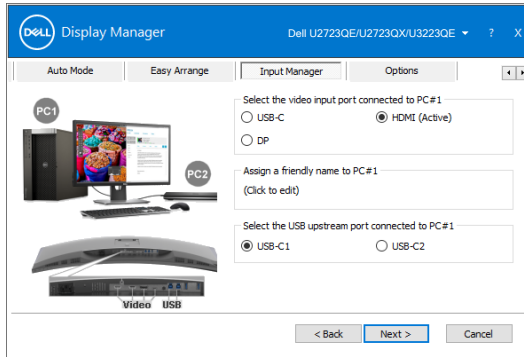 DELL Display Manager
Dell U2723QE/U2723QX/U3223QE ? X
Auto Mode Easy Arrange Input Manager Options
Select the video input port connected to PC#1
USB-C HDMI (Active)
DP
Assign a friendly name to PC#1
(Click to edit)
Select the USB upstream port connected to PC#1
USB-C1 USB-C2
PC1
PC2
Video USB
< Back Next > Cancel